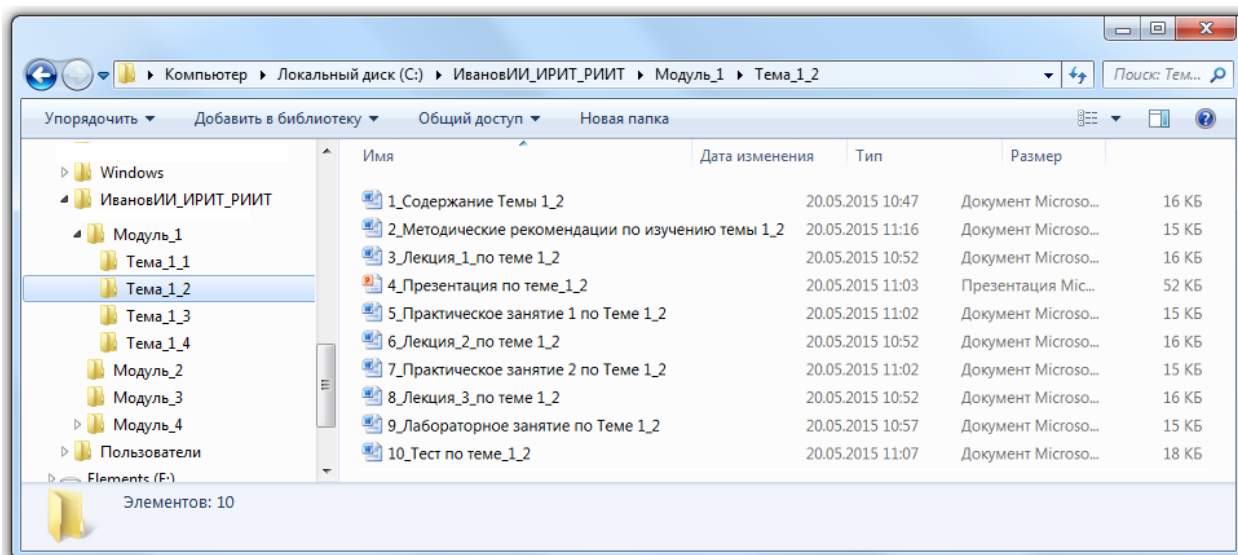 Компьютер ▸ Локальный диск (C:) ▸ ИвановИИ_ИРИТ_РИИТ ▸ Модуль_1 ▸ Тема_1_2 Поиск: Тем...
Упорядочить Добавить в библиотеку Общий доступ Новая папка
Имя Дата изменения Тип Размер
Windows
ИвановИИ_ИРИТ_РИИТ
Модуль_1
Тема_1_1
Тема_1_2
Тема_1_3
Тема_1_4
Модуль_2
Модуль_3
Модуль_4
Пользователи
Elements (F:)
1_Содержание Темы 1_2 20.05.2015 10:47 Документ Microso... 16 КБ
2_Методические рекомендации по изучению темы 1_2 20.05.2015 11:16 Документ Microso... 15 КБ
3_Лекция_1_по теме 1_2 20.05.2015 10:52 Документ Microso... 16 КБ
4_Презентация по теме_1_2 20.05.2015 11:03 Презентация Mic... 52 КБ
5_Практическое занятие 1 по Теме 1_2 20.05.2015 11:02 Документ Microso... 15 КБ
6_Лекция_2_по теме 1_2 20.05.2015 10:52 Документ Microso... 16 КБ
7_Практическое занятие 2 по Теме 1_2 20.05.2015 11:02 Документ Microso... 15 КБ
8_Лекция_3_по теме 1_2 20.05.2015 10:52 Документ Microso... 16 КБ
9_Лабораторное занятие по Теме 1_2 20.05.2015 10:57 Документ Microso... 15 КБ
10_Тест по теме_1_2 20.05.2015 11:07 Документ Microso... 18 КБ
Элементов: 10